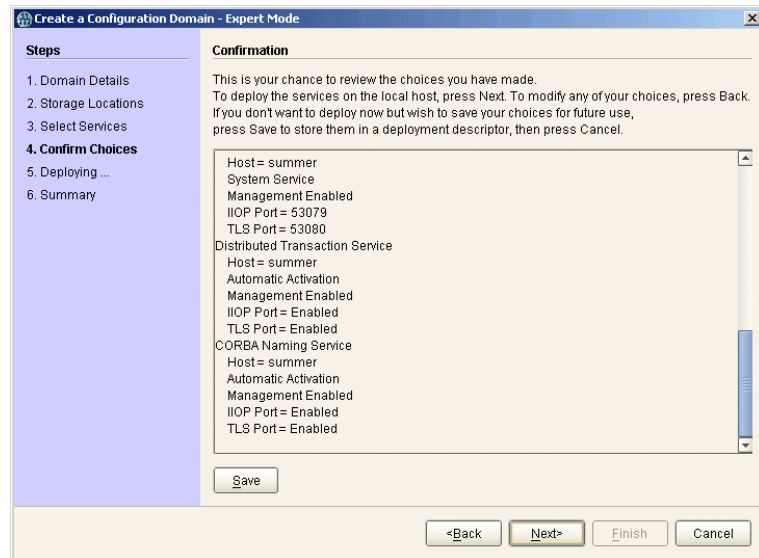 Create a Configuration Domain - Expert Mode
Steps
1. Domain Details
2. Storage Locations
3. Select Services
4. Confirm Choices
5. Deploying ...
6. Summary
Confirmation
This is your chance to review the choices you have made.
To deploy the services on the local host, press Next. To modify any of your choices, press Back.
If you don't want to deploy now but wish to save your choices for future use,
press Save to store them in a deployment descriptor, then press Cancel.
Host = summer
System Service
Management Enabled
IIOP Port = 53079
TLS Port = 53080
Distributed Transaction Service
Host = summer
Automatic Activation
Management Enabled
IIOP Port = Enabled
TLS Port = Enabled
CORBA Naming Service
Host = summer
Automatic Activation
Management Enabled
IIOP Port = Enabled
TLS Port = Enabled
Save
<Back
Next>
Finish
Cancel